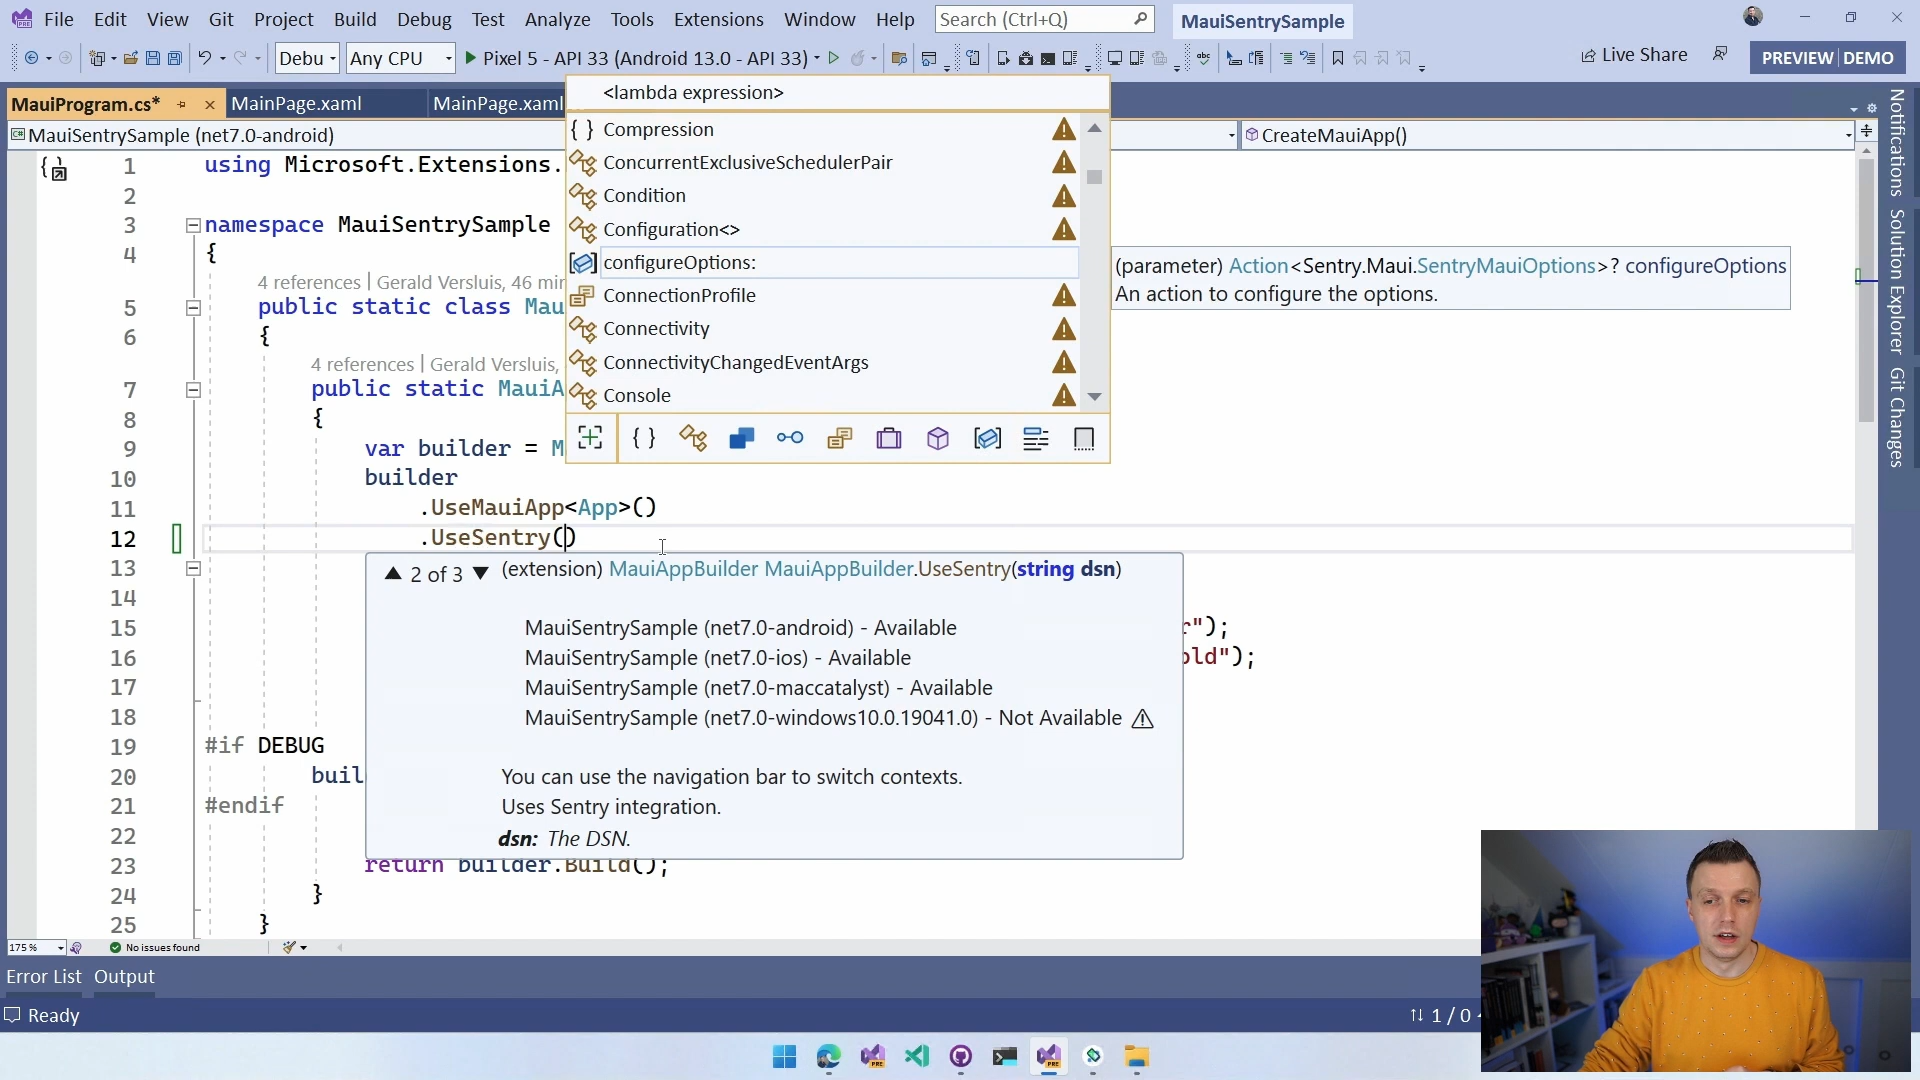 File Edit View Git Project Build Debug Test Analyze Tools Extensions Window Help Search (Ctrl+Q) MauiSentrySample
Debu Any CPU Pixel 5 - API 33 (Android 13.0 - API 33) Live Share PREVIEW DEMO
MauiProgram.cs* MainPage.xaml MainPage.xaml
MauiSentrySample (net7.0-android) CreateMauiApp()
<lambda expression>
{ } Compression
ConcurrentExclusiveSchedulerPair
Condition
Configuration<>
configureOptions:
ConnectionProfile
Connectivity
ConnectivityChangedEventArgs
Console
(parameter) Action<Sentry.Maui.SentryMauiOptions>? configureOptions
An action to configure the options.
1 using Microsoft.Extensions.
2
3 namespace MauiSentrySample
4 {
4 references | Gerald Versluis, 46 min
5 public static class Mau
6 {
4 references | Gerald Versluis,
7 public static MauiA
8 {
9 var builder = M
10 builder
11 .UseMauiApp<App>()
12 .UseSentry()
13
14
15 r");
16 old");
17
18
19 #if DEBUG
20 buil
21 #endif
22
23 return builder.Build();
24 }
25 }
2 of 3 (extension) MauiAppBuilder MauiAppBuilder.UseSentry(string dsn)
MauiSentrySample (net7.0-android) - Available
MauiSentrySample (net7.0-ios) - Available
MauiSentrySample (net7.0-maccatalyst) - Available
MauiSentrySample (net7.0-windows10.0.19041.0) - Not Available
You can use the navigation bar to switch contexts.
Uses Sentry integration.
dsn: The DSN.
Notifications
Solution Explorer
Git Changes
175 % No issues found
Error List Output
Ready 1 / 0